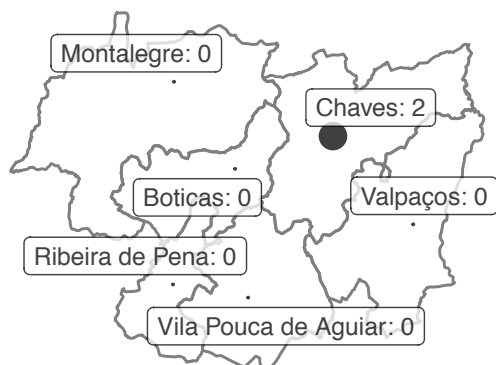 Montalegre: 0
Chaves: 2
Boticas: 0
Valpaços: 0
Ribeira de Pena: 0
Vila Pouca de Aguiar: 0